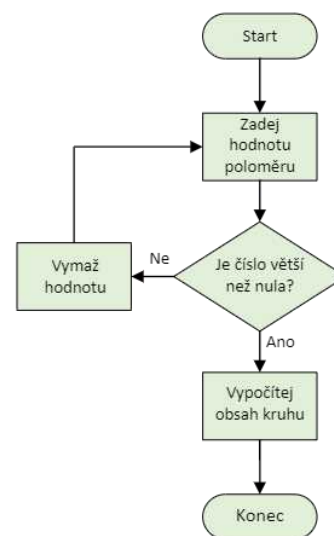 Start
Zadej
hodnotu
poloměru
Je číslo větší
než nula?
Ne
Vymaž
hodnotu
Ano
Vypočítej
obsah kruhu
Konec